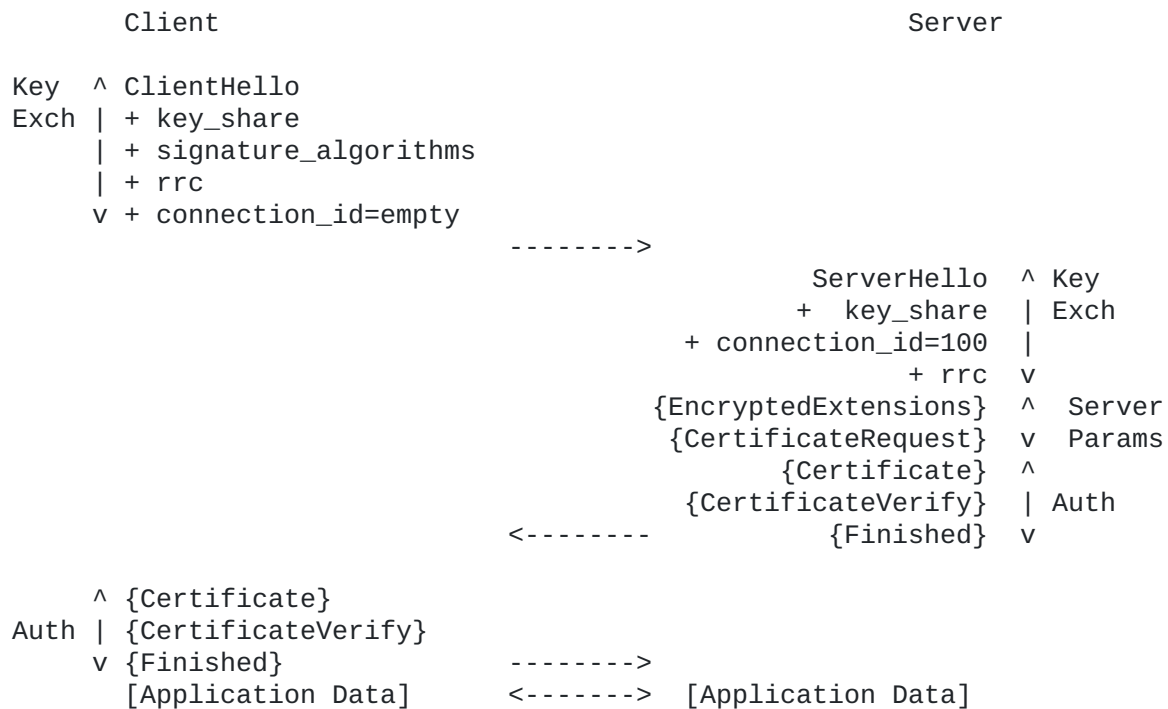 Client                                           Server

Key  ^ ClientHello
Exch | + key_share
     | + signature_algorithms
     | + rrc
     v + connection_id=empty
                               -------->
                                                  ServerHello  ^ Key
                                                 +  key_share  | Exch
                                          + connection_id=100  |
                                                        + rrc  v
                                        {EncryptedExtensions}  ^  Server
                                         {CertificateRequest}  v  Params
                                                {Certificate}  ^
                                          {CertificateVerify}  | Auth
                               <--------           {Finished}  v

     ^ {Certificate}
Auth | {CertificateVerify}
     v {Finished}              -------->
       [Application Data]      <------->  [Application Data]